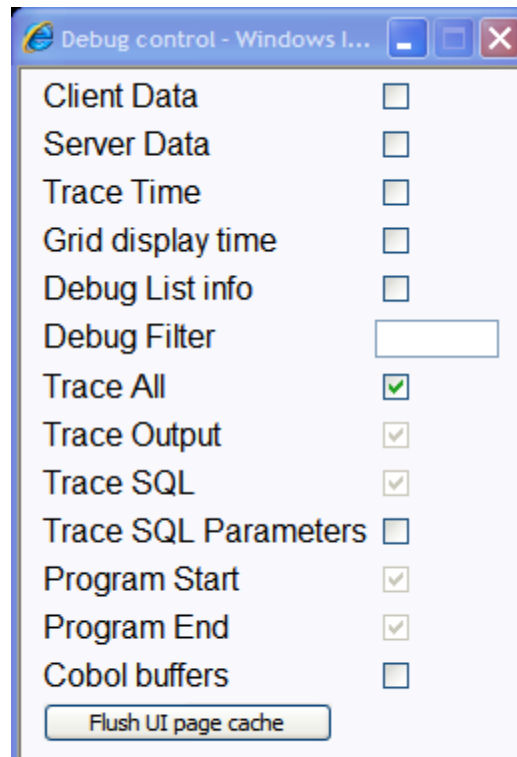 Debug control - Windows I...
Client Data
Server Data
Trace Time
Grid display time
Debug List info
Debug Filter
Trace All
Trace Output
Trace SQL
Trace SQL Parameters
Program Start
Program End
Cobol buffers
Flush UI page cache